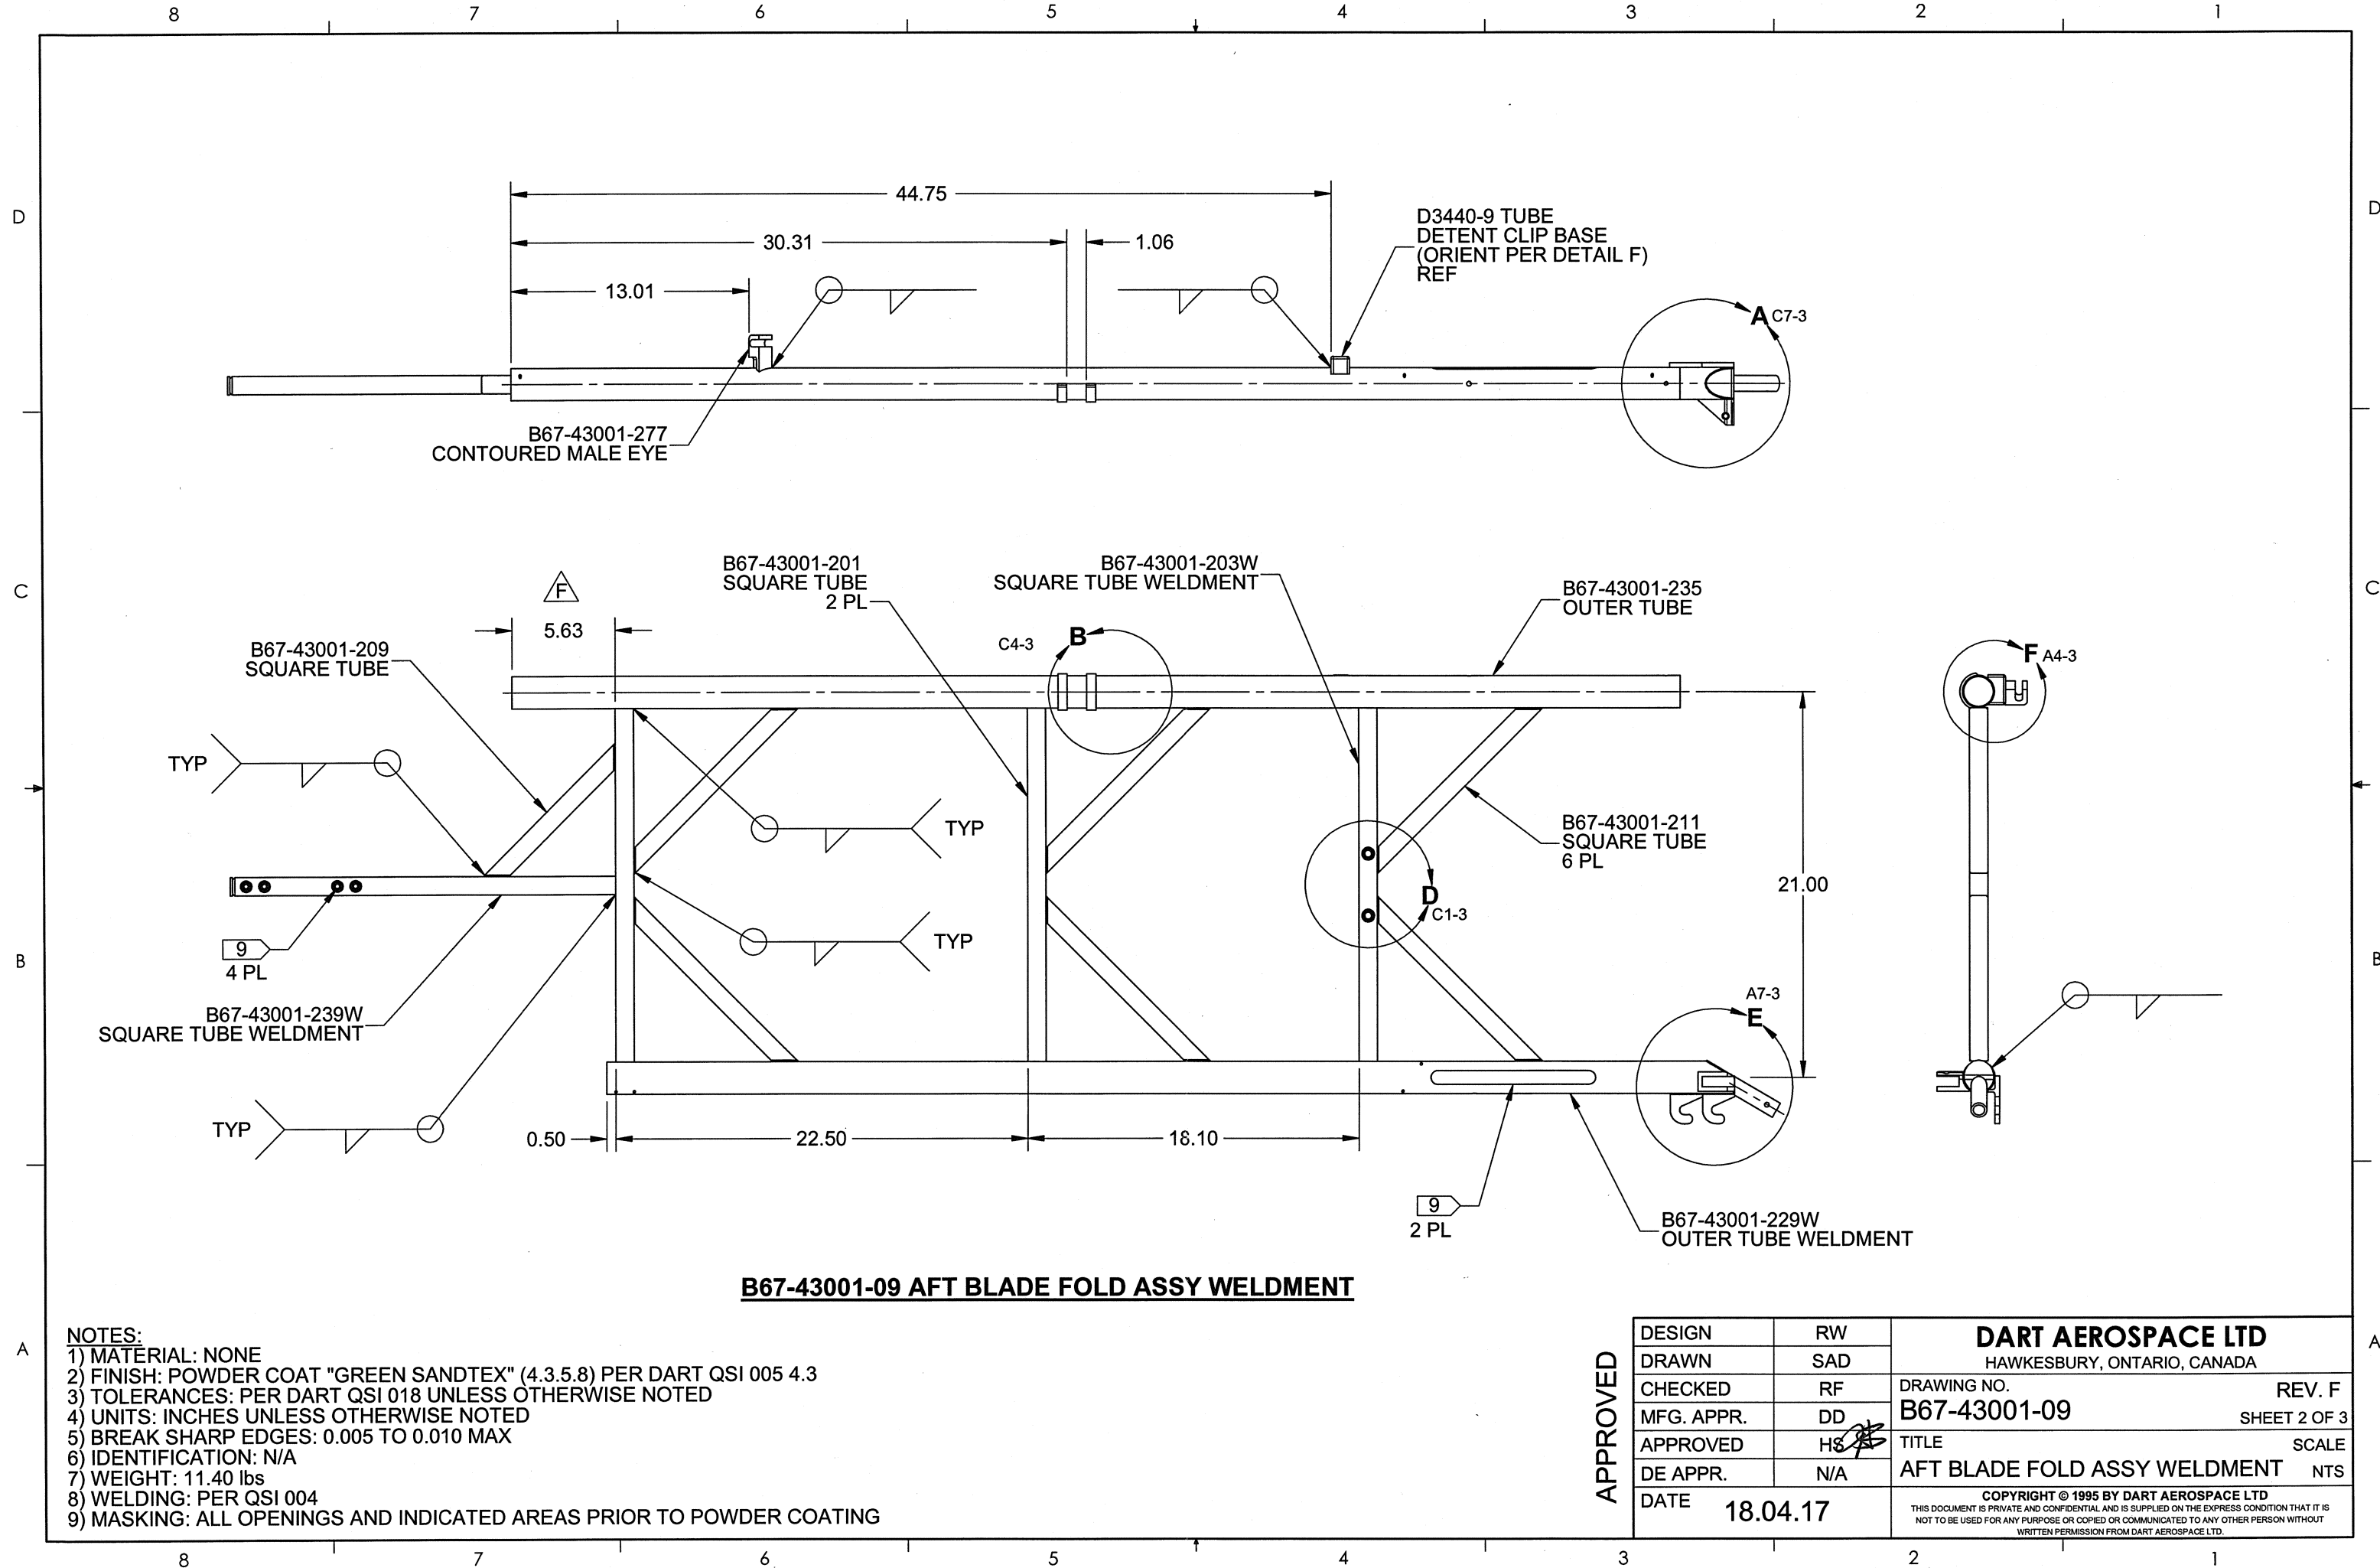 8 7 6 5 4 3 2 1
D
D
44.75
30.31
1.06
13.01
D3440-9 TUBE
DETENT CLIP BASE
(ORIENT PER DETAIL F)
REF
A C7-3
B67-43001-277
CONTOURED MALE EYE
C
C
F
5.63
B67-43001-209
SQUARE TUBE
B67-43001-201
SQUARE TUBE
2 PL
B67-43001-203W
SQUARE TUBE WELDMENT
B67-43001-235
OUTER TUBE
C4-3 B
F A4-3
TYP
TYP
B67-43001-211
SQUARE TUBE
6 PL
21.00
D
C1-3
TYP
9
4 PL
B
B
B67-43001-239W
SQUARE TUBE WELDMENT
A7-3
E
TYP
0.50
22.50
18.10
9
2 PL
B67-43001-229W
OUTER TUBE WELDMENT
B67-43001-09 AFT BLADE FOLD ASSY WELDMENT
A
A
NOTES:
1) MATERIAL: NONE
2) FINISH: POWDER COAT "GREEN SANDTEX" (4.3.5.8) PER DART QSI 005 4.3
3) TOLERANCES: PER DART QSI 018 UNLESS OTHERWISE NOTED
4) UNITS: INCHES UNLESS OTHERWISE NOTED
5) BREAK SHARP EDGES: 0.005 TO 0.010 MAX
6) IDENTIFICATION: N/A
7) WEIGHT: 11.40 lbs
8) WELDING: PER QSI 004
9) MASKING: ALL OPENINGS AND INDICATED AREAS PRIOR TO POWDER COATING
APPROVED
DESIGN RW
DRAWN SAD
CHECKED RF
MFG. APPR. DD
APPROVED HS
DE APPR. N/A
DATE 18.04.17
DART AEROSPACE LTD
HAWKESBURY, ONTARIO, CANADA
DRAWING NO. REV. F
B67-43001-09 SHEET 2 OF 3
TITLE SCALE
AFT BLADE FOLD ASSY WELDMENT NTS
COPYRIGHT © 1995 BY DART AEROSPACE LTD
THIS DOCUMENT IS PRIVATE AND CONFIDENTIAL AND IS SUPPLIED ON THE EXPRESS CONDITION THAT IT IS
NOT TO BE USED FOR ANY PURPOSE OR COPIED OR COMMUNICATED TO ANY OTHER PERSON WITHOUT
WRITTEN PERMISSION FROM DART AEROSPACE LTD.
8 7 6 5 4 3 2 1